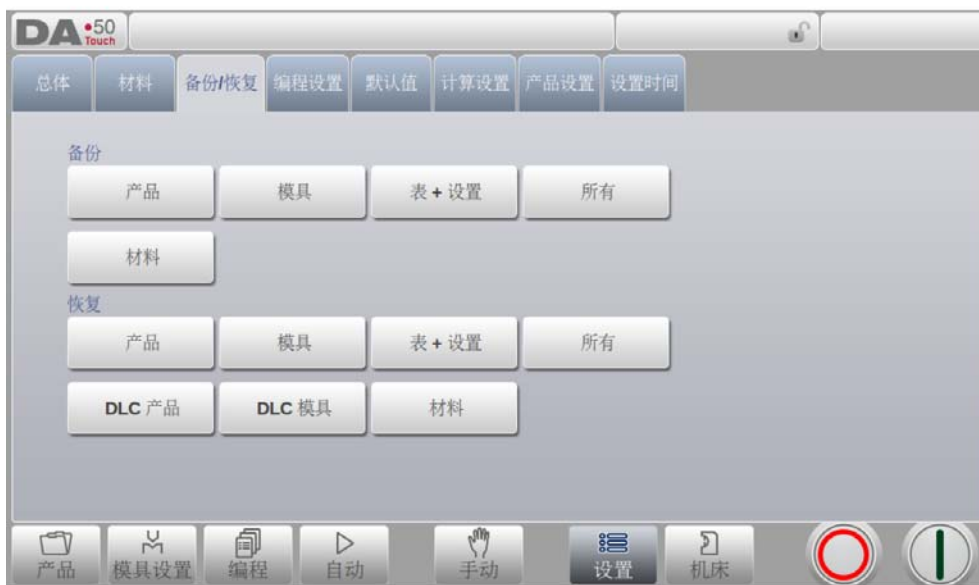 DA•50
Touch
总体 材料 备份/恢复 编程设置 默认值 计算设置 产品设置 设置时间
备份
产品 模具 表 + 设置 所有
材料
恢复
产品 模具 表 + 设置 所有
DLC 产品 DLC 模具 材料
产品 模具设置 编程 自动 手动 设置 机床